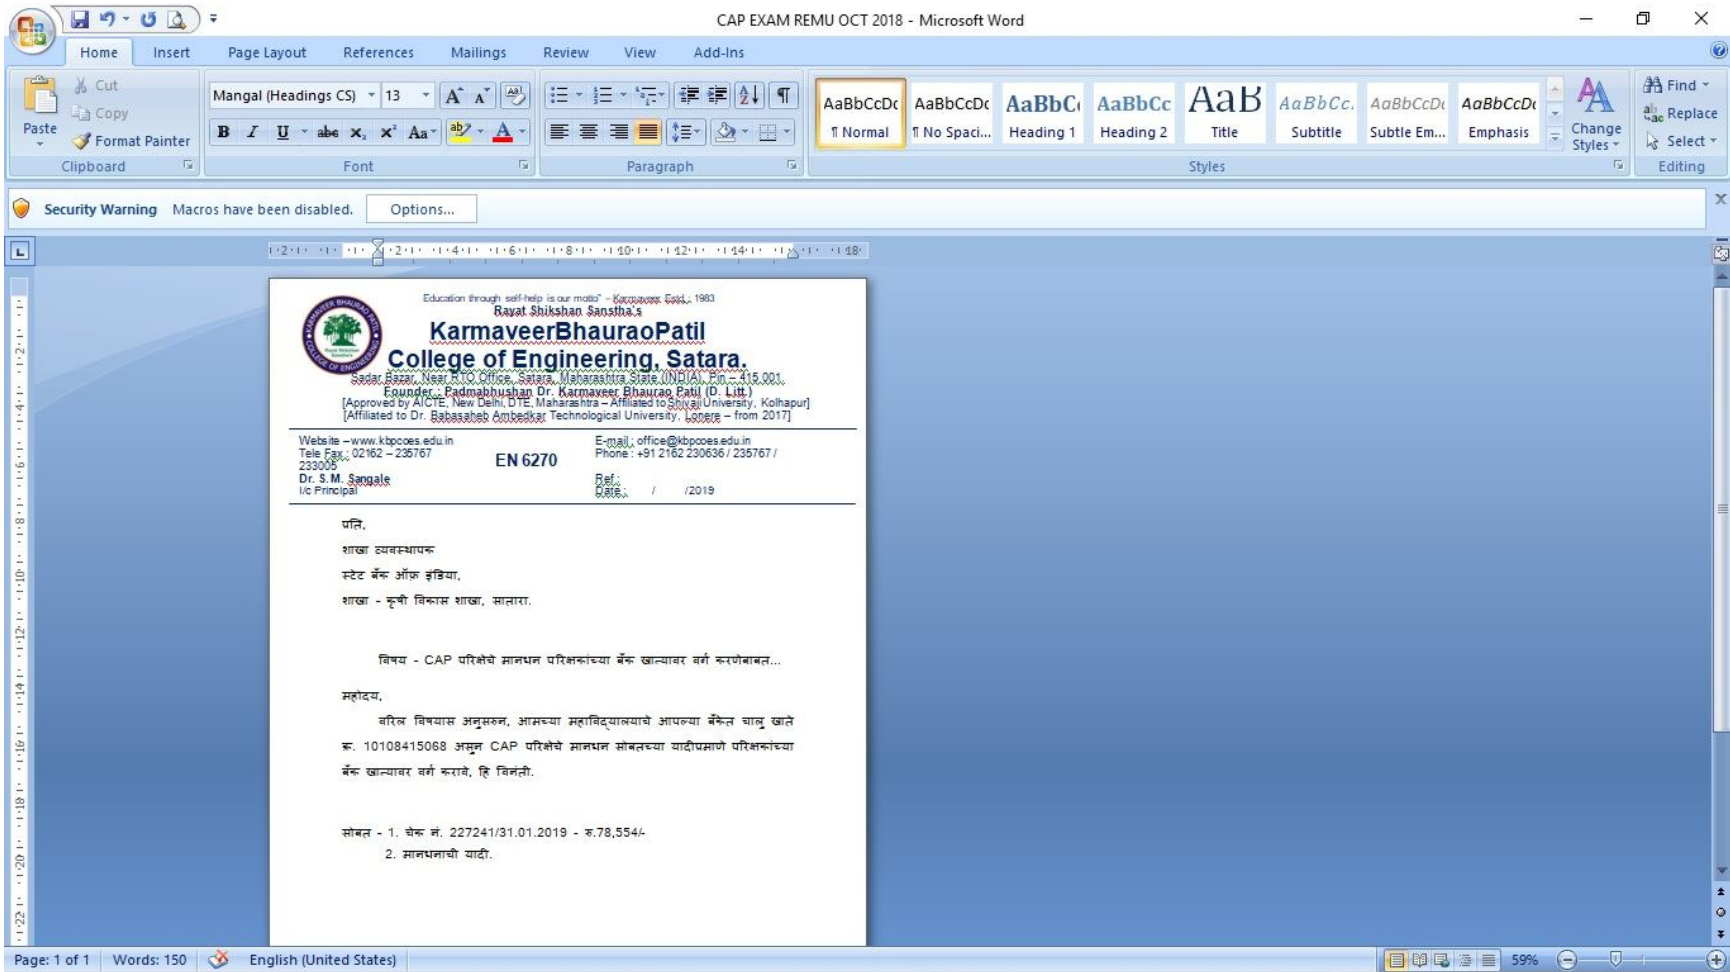 CAP EXAM REMU OCT 2018 - Microsoft Word
Home Insert Page Layout References Mailings Review View Add-Ins
Paste
Cut
Copy
Format Painter
Clipboard
Mangal (Headings CS) 13
Font
Paragraph
AaBbCcDc AaBbCcDc AaBbC AaBbCc AaB AaBbCc. AaBbCcDc AaBbCcDc
¶ Normal ¶ No Spaci... Heading 1 Heading 2 Title Subtitle Subtle Em... Emphasis
Styles
Change Styles
Find
Replace
Select
Editing
Security Warning Macros have been disabled. Options...
KARMAVEER BHAURAO PATIL
COLLEGE OF ENGINEERING
Education through self-help is our motto" – Karmaveer Estd.: 1983
Rayat Shikshan Sanstha's
KarmaveerBhauraoPatil
College of Engineering, Satara.
Sadar Bazar, Near RTO Office, Satara, Maharashtra State (INDIA), Pin – 415 001.
Founder : Padmabhushan Dr. Karmaveer Bhaurao Patil (D. Litt.)
[Approved by AICTE, New Delhi, DTE, Maharashtra – Affiliated to Shivaji University, Kolhapur]
[Affiliated to Dr. Babasaheb Ambedkar Technological University, Lonere – from 2017]
Website –www.kbpcoes.edu.in
Tele Fax : 02162 – 235767
233005
Dr. S.M. Sangale
I/c Principal
EN 6270
E-mail : office@kbpcoes.edu.in
Phone : +91 2162 230636 / 235767 /
Ref :
Date : / /2019
प्रति,
शाखा व्यवस्थापक
स्टेट बँक ऑफ़ इंडिया,
शाखा - कृषी विकास शाखा, सातारा.
विषय - CAP परिक्षेचे मानधन परिक्षकांच्या बँक खात्यावर वर्ग करणेबाबत...
महोदय,
वरिल विषयास अनुसरुन, आमच्या महाविद्यालयाचे आपल्या बँकेत चालु खाते
क्र. 10108415068 असुन CAP परिक्षेचे मानधन सोबतच्या यादीप्रमाणे परिक्षकांच्या
बँक खात्यावर वर्ग करावे, हि विनंती.
सोबत - 1. चेक नं. 227241/31.01.2019 - रु.78,554/-
2. मानधनाची यादी.
Page: 1 of 1 Words: 150 English (United States) 59%